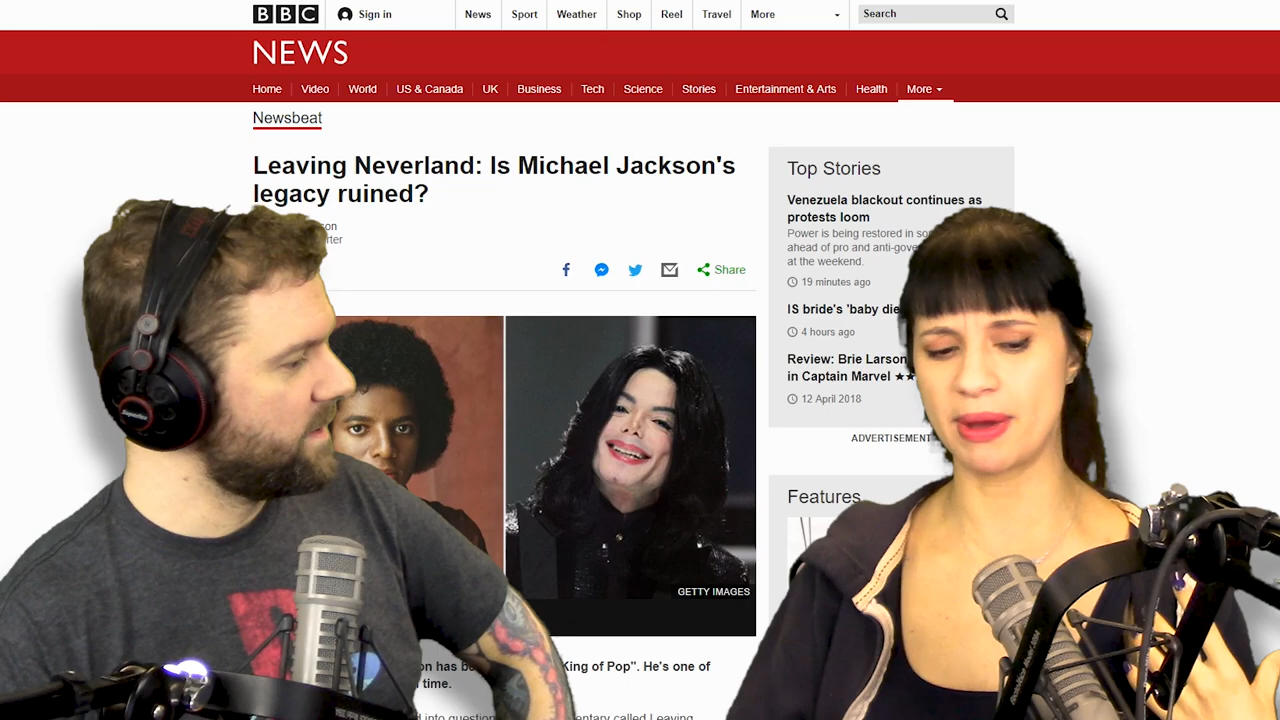 BBC Sign in News Sport Weather Shop Reel Travel More Search
NEWS
Home Video World US & Canada UK Business Tech Science Stories Entertainment & Arts Health More
Newsbeat
Leaving Neverland: Is Michael Jackson's
legacy ruined?
Share
GETTY IMAGES
King of Pop". He's one of
time.
into
called Leaving
Top Stories
Venezuela blackout continues as
protests loom
Power is being restored in
ahead of pro and
at the weekend.
19 minutes ago
IS bride's 'baby
4 hours ago
Review: Brie Larson
in Captain Marvel ★★
12 April 2018
ADVERTISEMENT
Features